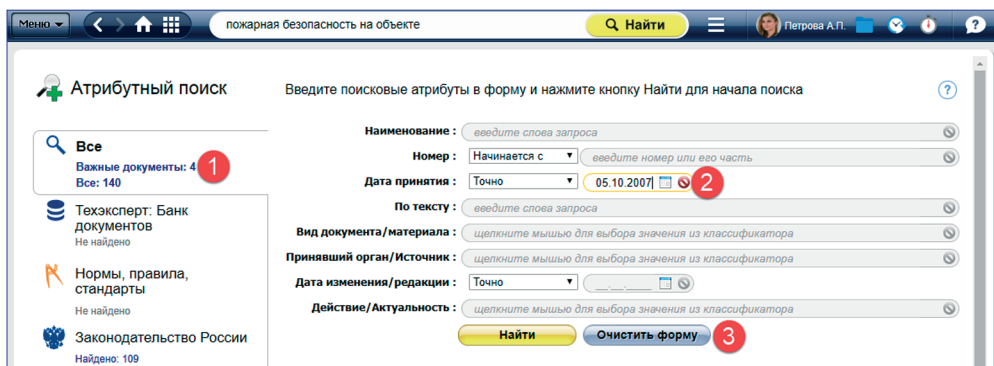 Меню
пожарная безопасность на объекте
Найти
Петрова А.П.
?
Атрибутный поиск
Введите поисковые атрибуты в форму и нажмите кнопку Найти для начала поиска
?
Все
Важные документы: 4
Все: 140
1
Техэксперт: Банк
документов
Не найдено
Нормы, правила,
стандарты
Не найдено
Законодательство России
Найдено: 109
Наименование : введите слова запроса
Номер : Начинается с введите номер или его часть
Дата принятия : Точно 05.10.2007 2
По тексту : введите слова запроса
Вид документа/материала : щелкните мышью для выбора значения из классификатора
Принявший орган/Источник : щелкните мышью для выбора значения из классификатора
Дата изменения/редакции : Точно __.__.____
Действие/Актуальность : щелкните мышью для выбора значения из классификатора
Найти Очистить форму 3